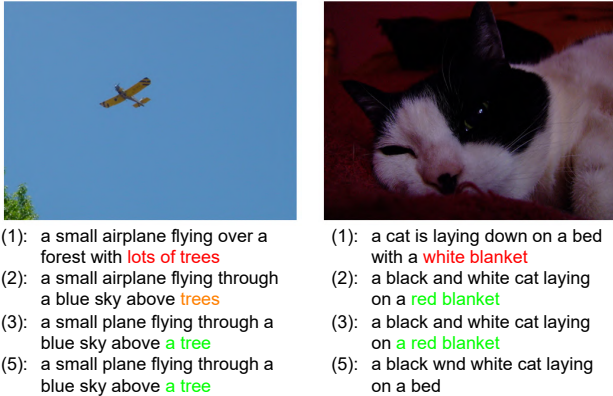 (1): a small airplane flying over a
forest with lots of trees
(2): a small airplane flying through
a blue sky above trees
(3): a small plane flying through a
blue sky above a tree
(5): a small plane flying through a
blue sky above a tree
(1): a cat is laying down on a bed
with a white blanket
(2): a black and white cat laying
on a red blanket
(3): a black and white cat laying
on a red blanket
(5): a black wnd white cat laying
on a bed